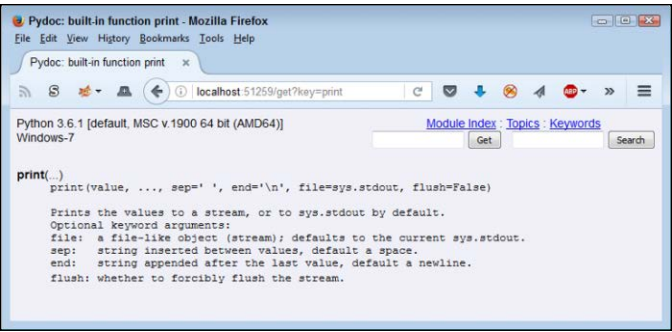 Pydoc: built-in function print - Mozilla Firefox
File Edit View History Bookmarks Tools Help
Pydoc: built-in function print ×
S localhost:51259/get?key=print ABP »
Python 3.6.1 [default, MSC v.1900 64 bit (AMD64)]
Windows-7
Module Index : Topics : Keywords
Get Search
print(...)
print(value, ..., sep=' ', end='\n', file=sys.stdout, flush=False)
Prints the values to a stream, or to sys.stdout by default.
Optional keyword arguments:
file: a file-like object (stream); defaults to the current sys.stdout.
sep: string inserted between values, default a space.
end: string appended after the last value, default a newline.
flush: whether to forcibly flush the stream.